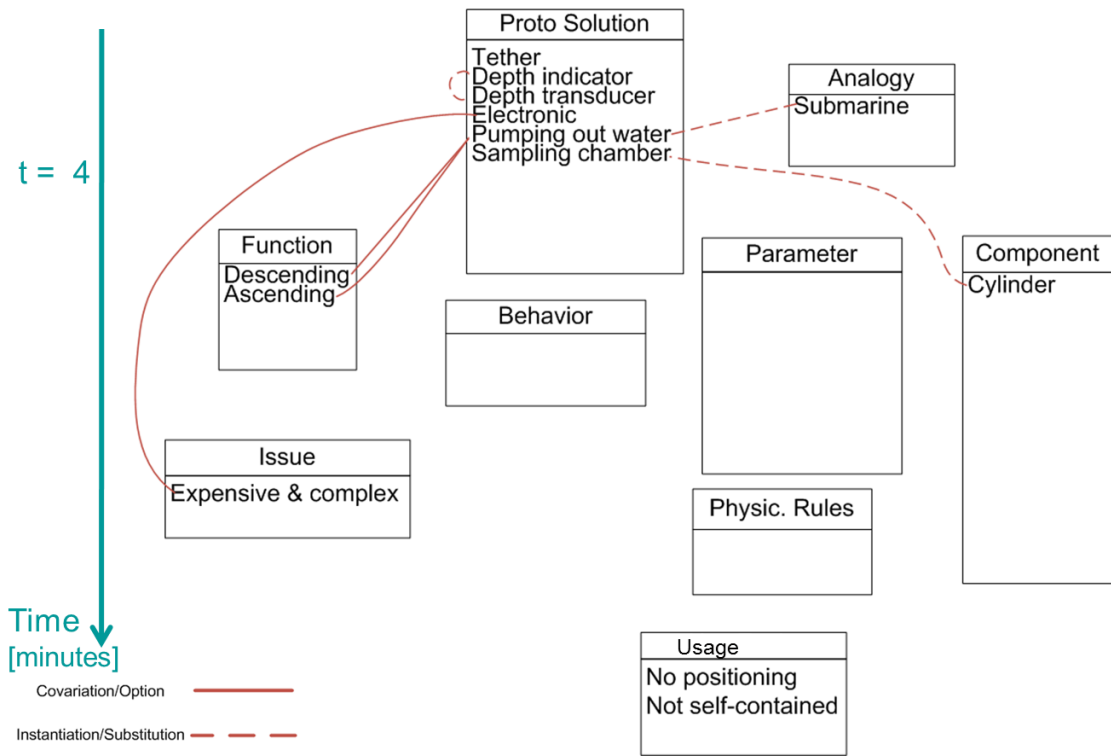 Proto Solution
Tether
Depth indicator
Depth transducer
Electronic
Pumping out water
Sampling chamber
Analogy
Submarine
t = 4
Function
Descending
Ascending
Parameter
Component
Cylinder
Behavior
Issue
Expensive & complex
Physic. Rules
Time
[minutes]
Usage
No positioning
Not self-contained
Covariation/Option
Instantiation/Substitution